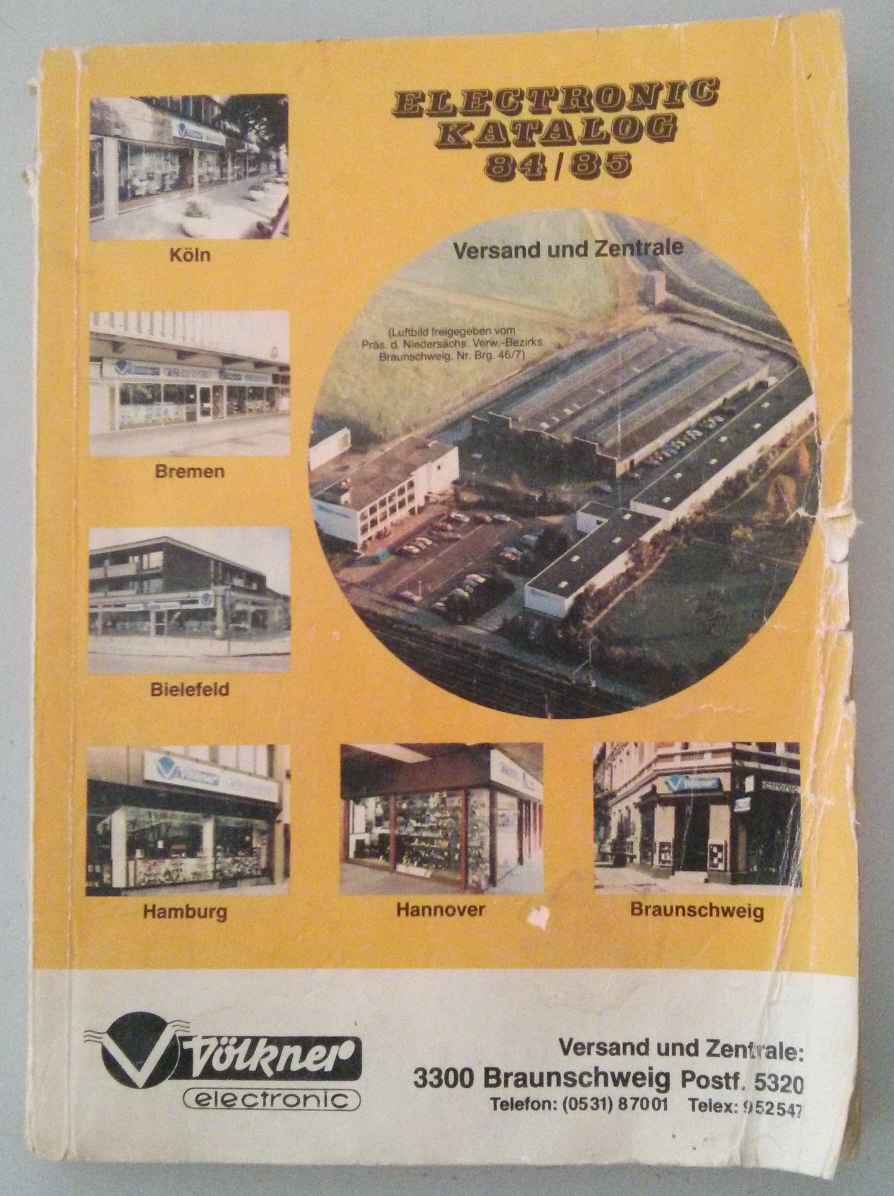 ELECTRONIC
KATALOG
84/85
Köln
Versand und Zentrale
(Luftbild freigegeben vom
Präs. d. Niedersächs. Verw.-Bezirks
Braunschweig. Nr. Brg. 46/7)
Bremen
Bielefeld
Völkner
Völkner
Hamburg
Hannover
Braunschweig
Völkner
electronic
Versand und Zentrale:
3300 Braunschweig Postf. 5320
Telefon: (0531) 87001 Telex: 952547